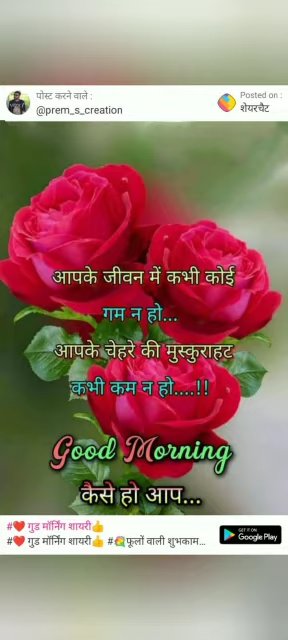 पोस्ट करने वाले :
@prem_s_creation
Posted on :
शेयरचैट
आपके जीवन में कभी कोई
गम न हो...
आपके चेहरे की मुस्कुराहट
कभी कम न हो....!!
Good Morning
कैसे हो आप...
#❤️ गुड मॉर्निंग शायरी👍
#❤️ गुड मॉर्निंग शायरी👍 #💐फूलों वाली शुभकाम...
GET IT ON
Google Play